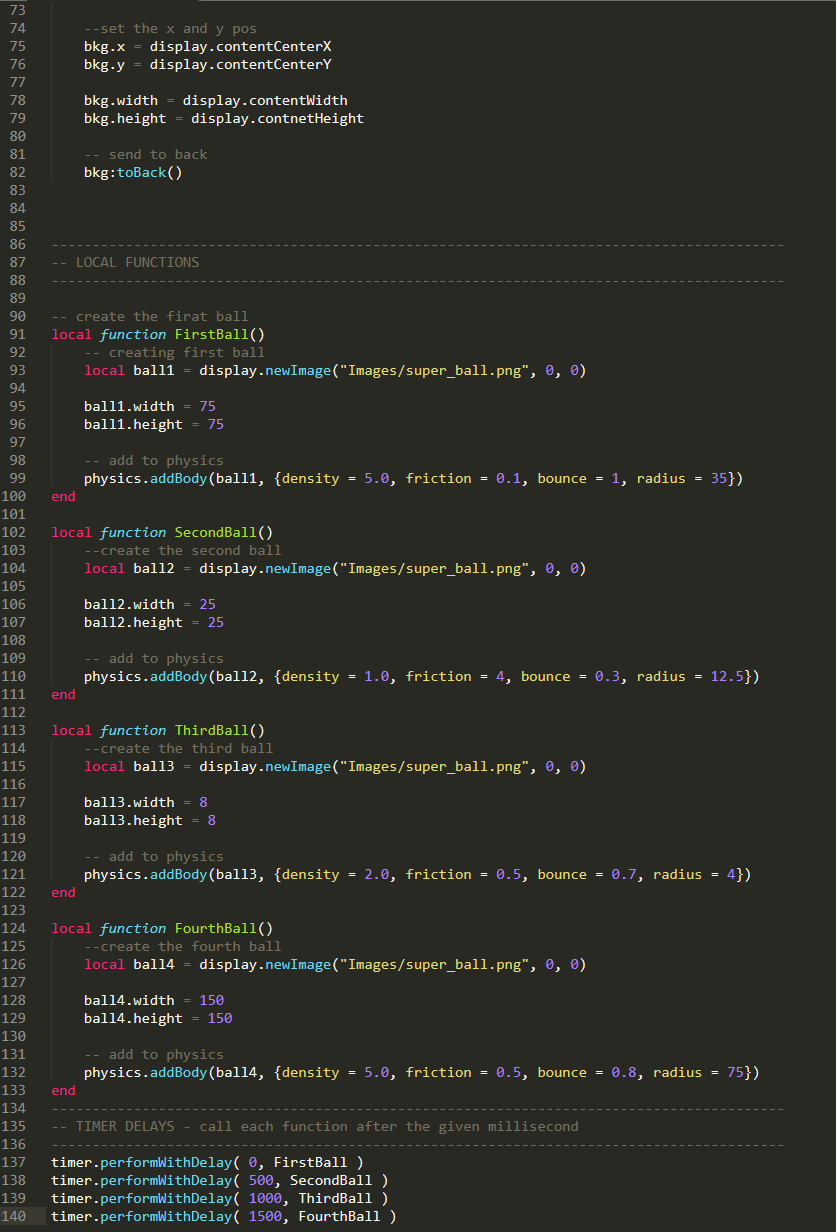 73
74 --set the x and y pos
75 bkg.x = display.contentCenterX
76 bkg.y = display.contentCenterY
77
78 bkg.width = display.contentWidth
79 bkg.height = display.contnetHeight
80
81 -- send to back
82 bkg:toBack()
83
84
85
86 -----------------------------------------------------------------------------------------
87 -- LOCAL FUNCTIONS
88 -----------------------------------------------------------------------------------------
89
90 -- create the firat ball
91 local function FirstBall()
92 -- creating first ball
93 local ball1 = display.newImage("Images/super_ball.png", 0, 0)
94
95 ball1.width = 75
96 ball1.height = 75
97
98 -- add to physics
99 physics.addBody(ball1, {density = 5.0, friction = 0.1, bounce = 1, radius = 35})
100 end
101
102 local function SecondBall()
103 --create the second ball
104 local ball2 = display.newImage("Images/super_ball.png", 0, 0)
105
106 ball2.width = 25
107 ball2.height = 25
108
109 -- add to physics
110 physics.addBody(ball2, {density = 1.0, friction = 4, bounce = 0.3, radius = 12.5})
111 end
112
113 local function ThirdBall()
114 --create the third ball
115 local ball3 = display.newImage("Images/super_ball.png", 0, 0)
116
117 ball3.width = 8
118 ball3.height = 8
119
120 -- add to physics
121 physics.addBody(ball3, {density = 2.0, friction = 0.5, bounce = 0.7, radius = 4})
122 end
123
124 local function FourthBall()
125 --create the fourth ball
126 local ball4 = display.newImage("Images/super_ball.png", 0, 0)
127
128 ball4.width = 150
129 ball4.height = 150
130
131 -- add to physics
132 physics.addBody(ball4, {density = 5.0, friction = 0.5, bounce = 0.8, radius = 75})
133 end
134 -----------------------------------------------------------------------------------------
135 -- TIMER DELAYS - call each function after the given millisecond
136 -----------------------------------------------------------------------------------------
137 timer.performWithDelay( 0, FirstBall )
138 timer.performWithDelay( 500, SecondBall )
139 timer.performWithDelay( 1000, ThirdBall )
140 timer.performWithDelay( 1500, FourthBall )